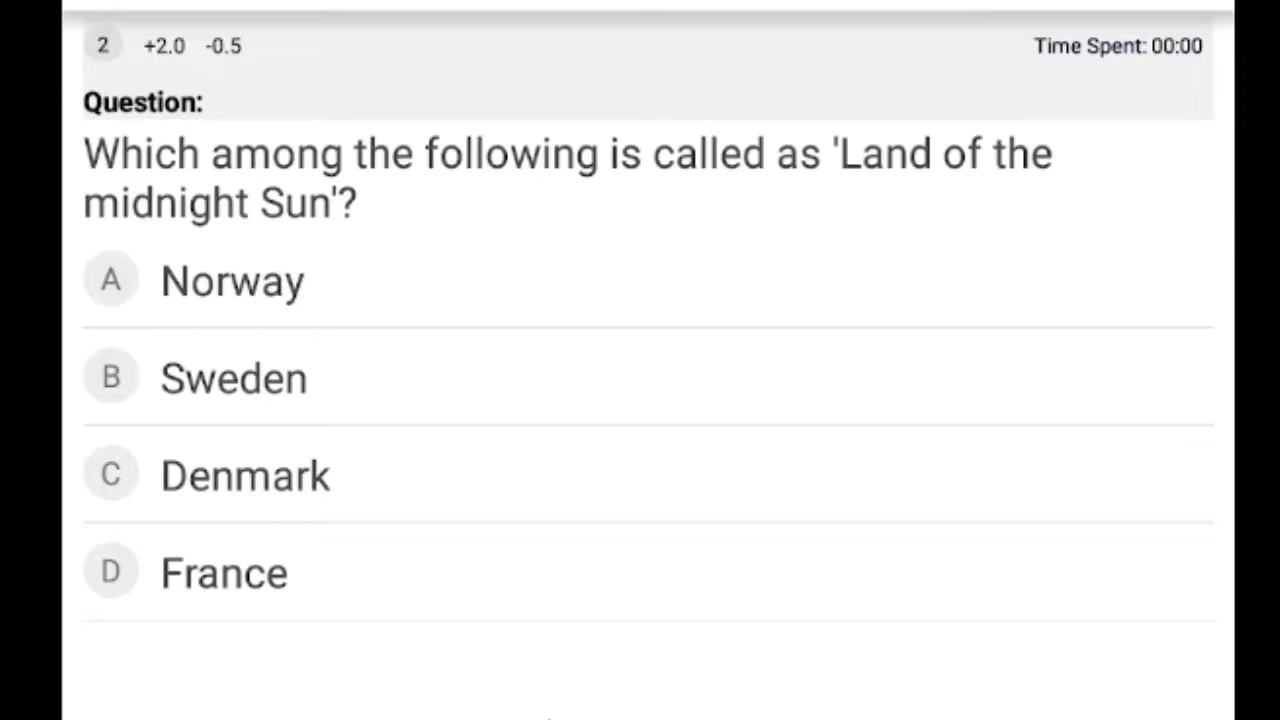 2 +2.0 -0.5 Time Spent: 00:00
Question:
Which among the following is called as 'Land of the
midnight Sun'?
A Norway
B Sweden
C Denmark
D France